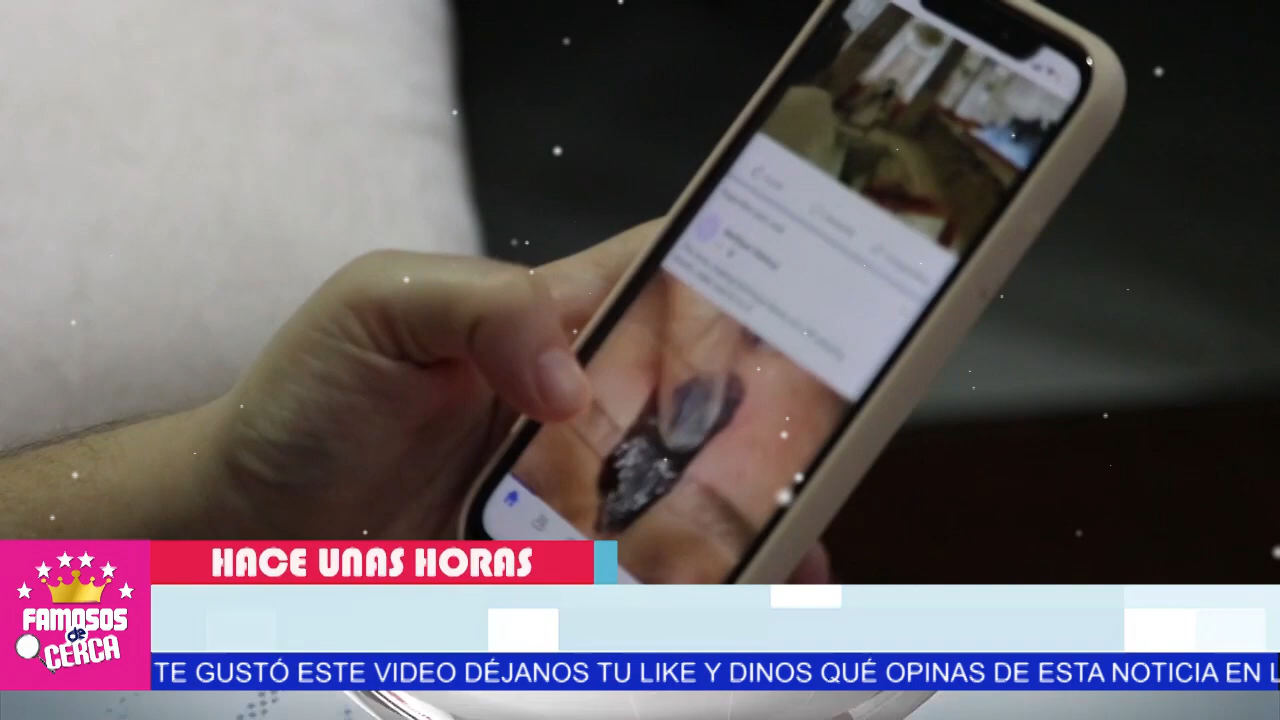 HACE UNAS HORAS
FAMOSOS
de
CERCA
TE GUSTÓ ESTE VIDEO DÉJANOS TU LIKE Y DINOS QUÉ OPINAS DE ESTA NOTICIA EN L